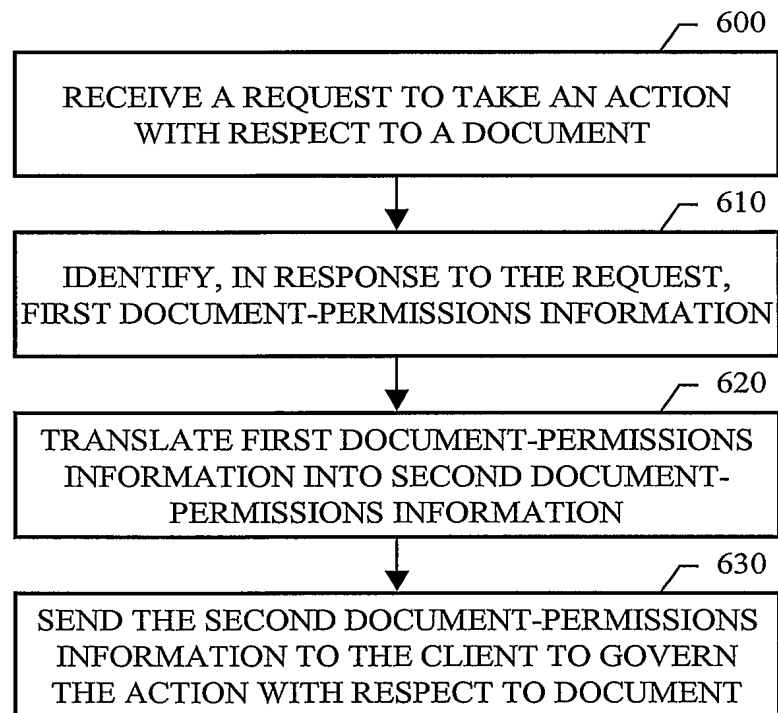 600
RECEIVE A REQUEST TO TAKE AN ACTION
WITH RESPECT TO A DOCUMENT
610
IDENTIFY, IN RESPONSE TO THE REQUEST,
FIRST DOCUMENT-PERMISSIONS INFORMATION
620
TRANSLATE FIRST DOCUMENT-PERMISSIONS
INFORMATION INTO SECOND DOCUMENT-
PERMISSIONS INFORMATION
630
SEND THE SECOND DOCUMENT-PERMISSIONS
INFORMATION TO THE CLIENT TO GOVERN
THE ACTION WITH RESPECT TO DOCUMENT